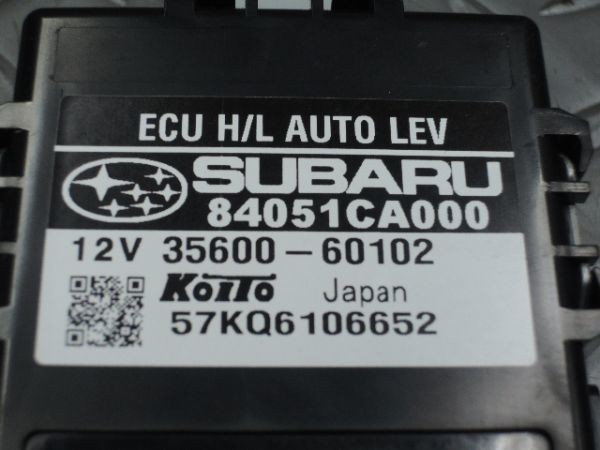 ECU H/L AUTO LEV
SUBARU
84051CA000
12V 35600-60102
KOITO Japan
57KQ6106652